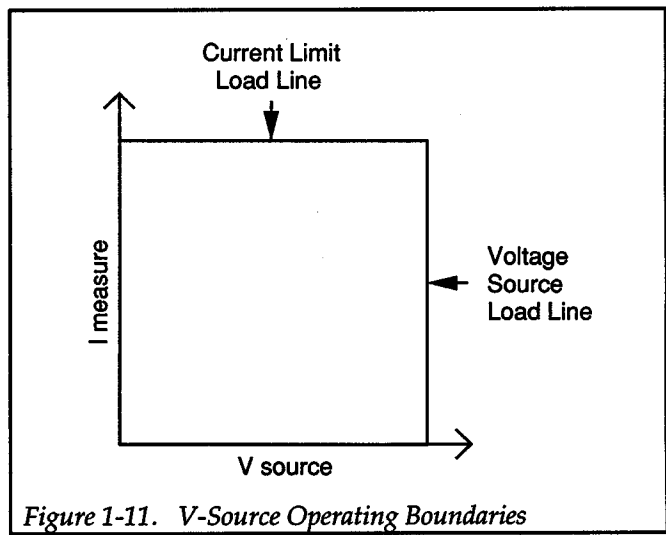 Current Limit
Load Line
I measure
Voltage
Source
Load Line
V source
Figure 1-11. V-Source Operating Boundaries